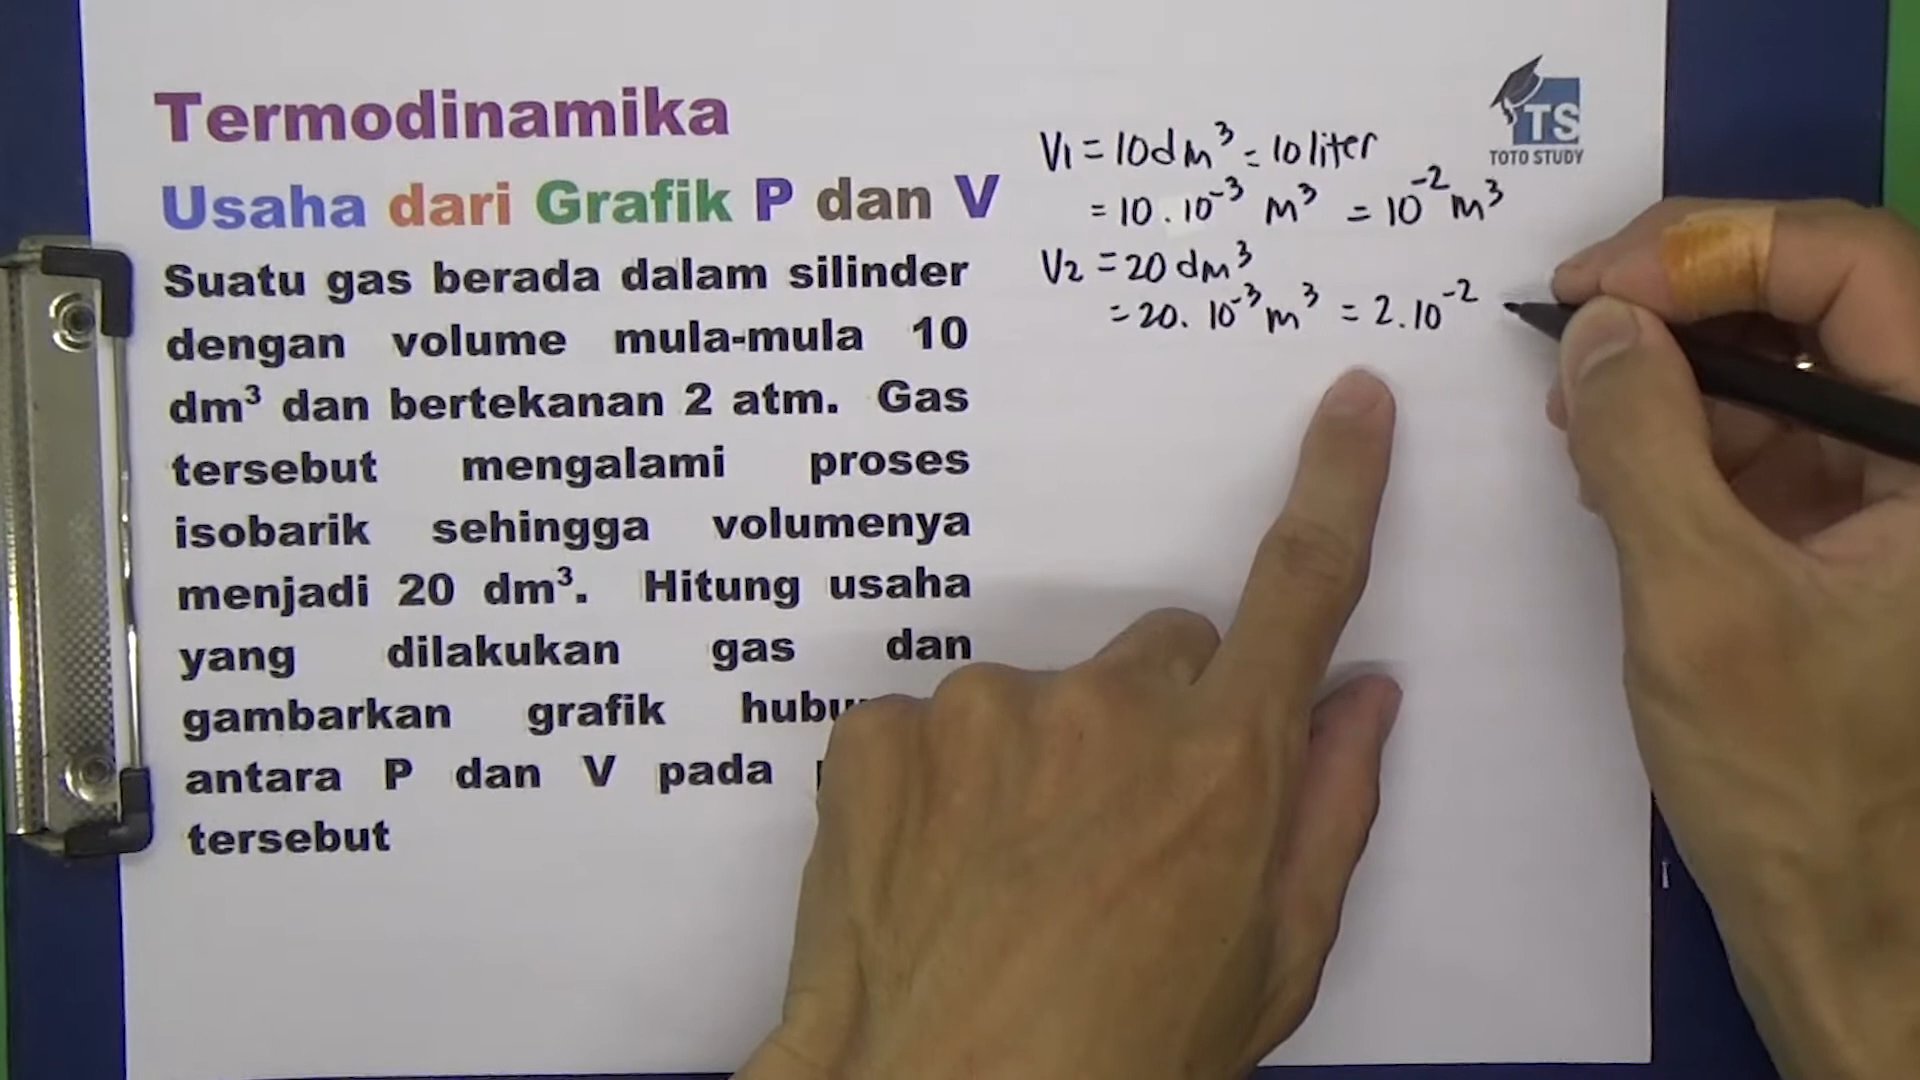 Termodinamika
Usaha dari Grafik P dan V
Suatu gas berada dalam silinder
dengan volume mula-mula 10
dm³ dan bertekanan 2 atm. Gas
tersebut mengalami proses
isobarik sehingga volumenya
menjadi 20 dm³. Hitung usaha
yang dilakukan gas dan
gambarkan grafik
antara P dan V pada
tersebut
V1 = 10 dm³ = 10 liter
= 10 . 10⁻³ m³ = 10⁻² m³
V2 = 20 dm³
= 20 . 10⁻³ m³ = 2 . 10⁻²
TS
TOTO STUDY